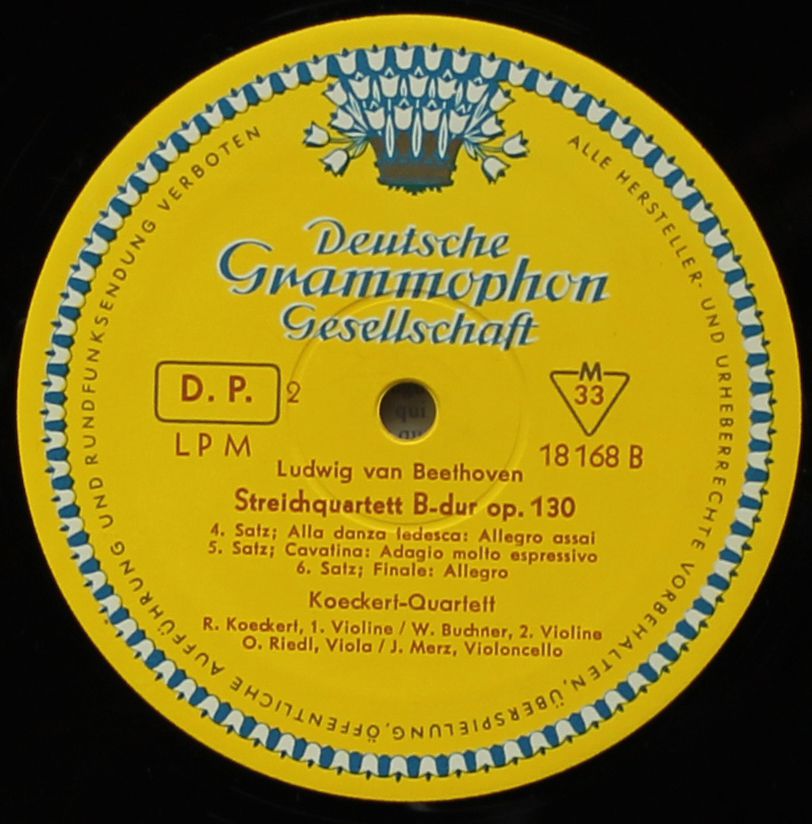 ALLE HERSTELLER- UND URHEBERRECHTE VORBEHALTEN, ÜBERSPIELUNG, ÖFFENTLICHE AUFFÜHRUNG UND RUNDFUNKSENDUNG VERBOTEN
Deutsche
Grammophon
Gesellschaft
D. P. 2
M
33
LPM
18168 B
qui
Ludwig van Beethoven
Streichquartett B-dur op. 130
4. Satz; Alla danza tedesca: Allegro assai
5. Satz; Cavatina: Adagio molto espressivo
6. Satz; Finale: Allegro
Koeckert-Quartett
R. Koeckert, 1. Violine / W. Buchner, 2. Violine
O. Riedl, Viola / J. Merz, Violoncello